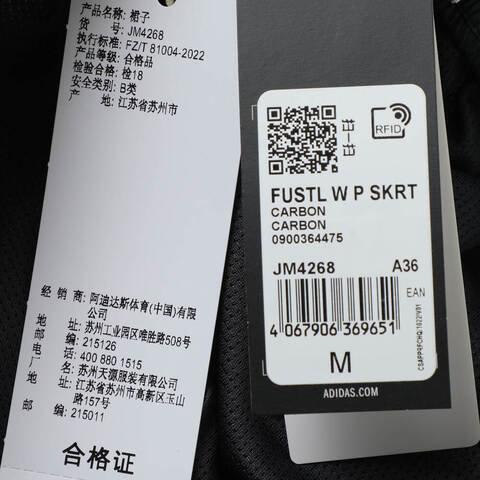 产品名称: 裙子
货　　号: JM4268
执行标准: FZ/T 81004-2022
产品等级: 合格品
检验合格: 检18
安全类别: B类
产　　地: 江苏省苏州市
经 销 商: 阿迪达斯体育(中国)有限
公司
地　　址: 苏州工业园区唯胜路508号
邮　　编: 215126
电　　话: 400 880 1515
苏州天源服装有限公司
地　　址: 江苏省苏州市高新区玉山
路157号
邮　　编: 215011
合格证
RFID
FUSTL W P SKRT
CARBON
CARBON
0900364475
JM4268 A36
EAN
4 067906 369651
M
ADIDAS.COM